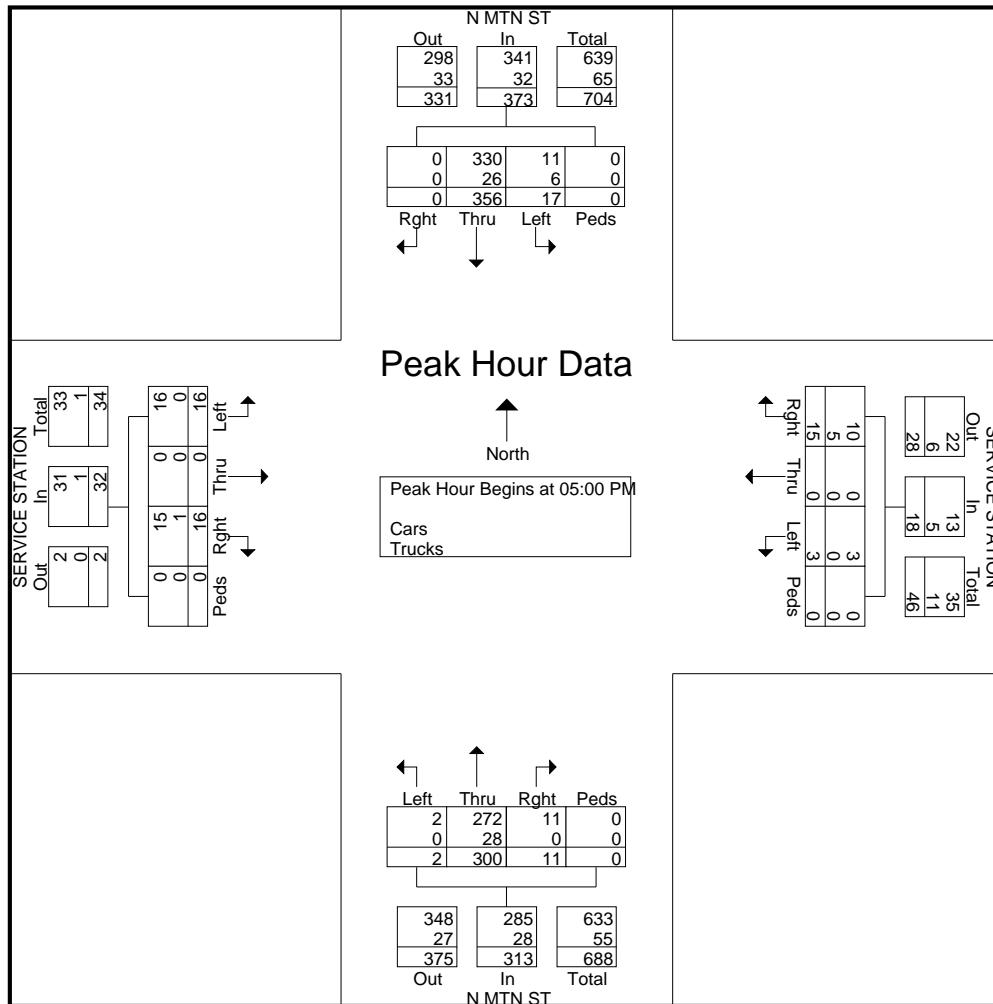 N MTN ST
Out In Total
298 341 639
33 32 65
331 373 704
0 330 11 0
0 26 6 0
0 356 17 0
Rght Thru Left Peds
Peak Hour Data
North
Peak Hour Begins at 05:00 PM
Cars
Trucks
SERVICE STATION
Out In Total
2 31 33
0 1 1
2 32 34
16 0 15 0
0 0 1 0
16 0 16 0
Left Thru Rght Peds
SERVICE STATION
Out In Total
22 13 35
6 5 11
28 18 46
10 0 3 0
5 0 0 0
15 0 3 0
Rght Thru Left Peds
Left Thru Rght Peds
2 272 11 0
0 28 0 0
2 300 11 0
348 285 633
27 28 55
375 313 688
Out In Total
N MTN ST